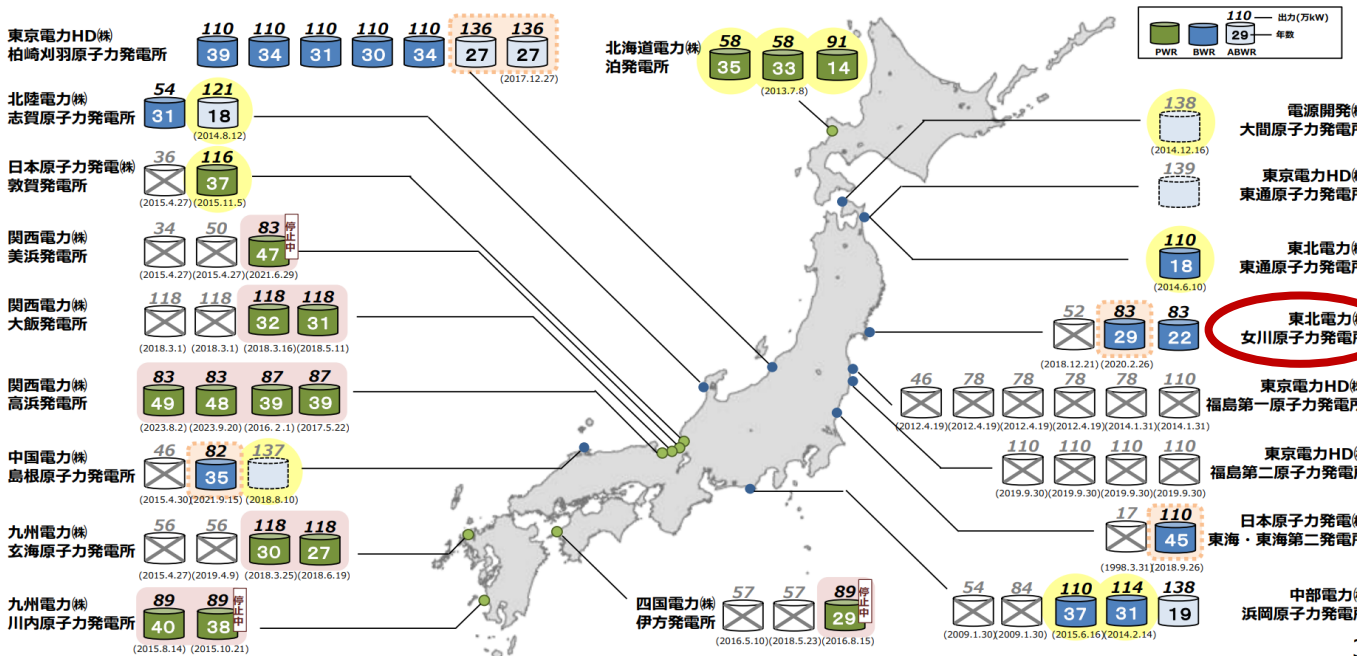 110 出力(万kW)
29 年数
PWR BWR ABWR
東京電力HD㈱
柏崎刈羽原子力発電所
110 110 110 110 110 136 136
39 34 31 30 34 27 27
(2017.12.27)
北海道電力㈱
泊発電所
58 58 91
35 33 14
(2013.7.8)
北陸電力㈱
志賀原子力発電所
54 121
31 18
(2014.8.12)
日本原子力発電㈱
敦賀発電所
36 116
37
(2015.4.27) (2015.11.5)
関西電力㈱
美浜発電所
34 50 83
47
停止中
(2015.4.27) (2015.4.27) (2021.6.29)
関西電力㈱
大飯発電所
118 118 118 118
32 31
(2018.3.1) (2018.3.1) (2018.3.16) (2018.5.11)
関西電力㈱
高浜発電所
83 83 87 87
49 48 39 39
(2023.8.2) (2023.9.20) (2016. 2 .1) (2017.5.22)
中国電力㈱
島根原子力発電所
46 82 137
35
(2015.4.30) (2021.9.15) (2018.8.10)
九州電力㈱
玄海原子力発電所
56 56 118 118
30 27
(2015.4.27) (2019.4.9) (2018.3.25) (2018.6.19)
九州電力㈱
川内原子力発電所
89 89
40 38
停止中
(2015.8.14) (2015.10.21)
四国電力㈱
伊方発電所
57 57 89
29
停止中
(2016.5.10) (2018.5.23) (2016.8.15)
138
(2014.12.16)
電源開発㈱
大間原子力発電所
139
東京電力HD㈱
東通原子力発電所
110
18
(2014.6.10)
東北電力㈱
東通原子力発電所
52 83 83
29 22
(2018.12.21) (2020.2.26)
東北電力㈱
女川原子力発電所
46 78 78 78 78 110
(2012.4.19) (2012.4.19) (2012.4.19) (2012.4.19) (2014.1.31) (2014.1.31)
東京電力HD㈱
福島第一原子力発電所
110 110 110 110
(2019.9.30) (2019.9.30) (2019.9.30) (2019.9.30)
東京電力HD㈱
福島第二原子力発電所
17 110
45
(1998.3.31) (2018.9.26)
日本原子力発電㈱
東海・東海第二発電所
54 84 110 114 138
37 31 19
(2009.1.30) (2009.1.30) (2015.6.16) (2014.2.14)
中部電力㈱
浜岡原子力発電所